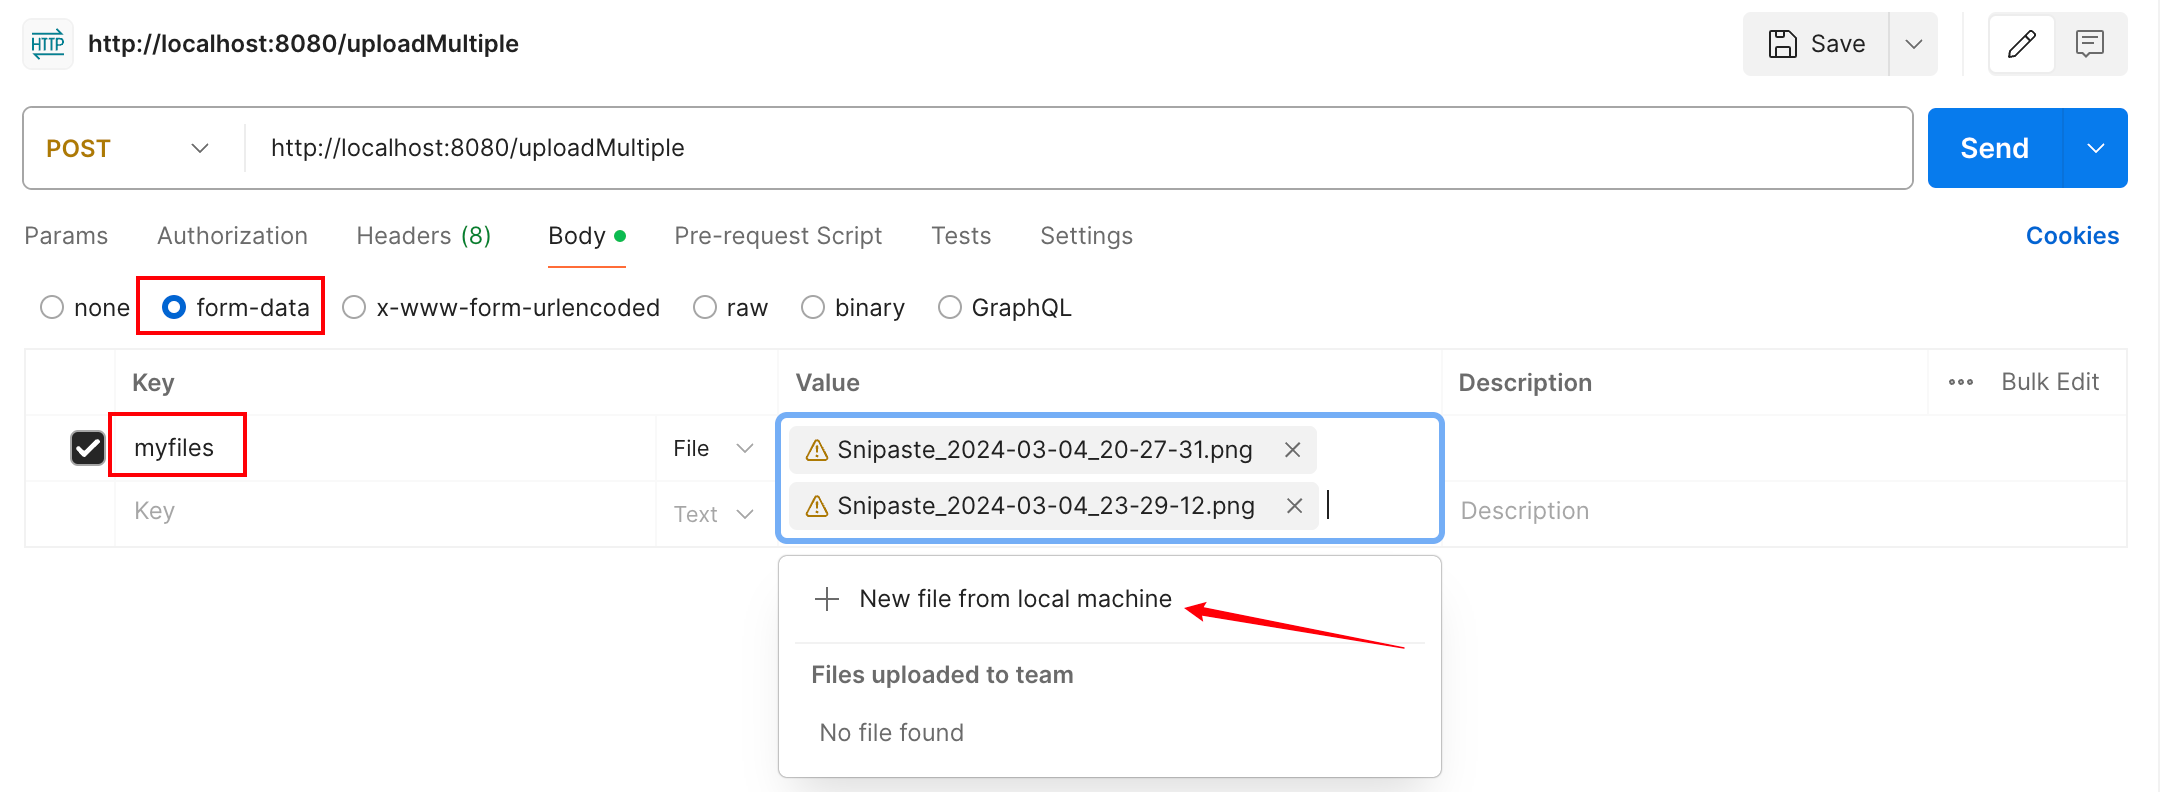 HTTP http://localhost:8080/uploadMultiple Save
POST http://localhost:8080/uploadMultiple Send
Params Authorization Headers (8) Body Pre-request Script Tests Settings Cookies
none form-data x-www-form-urlencoded raw binary GraphQL
Key Value Description Bulk Edit
myfiles File Snipaste_2024-03-04_20-27-31.png
Key Text Snipaste_2024-03-04_23-29-12.png Description
New file from local machine
Files uploaded to team
No file found